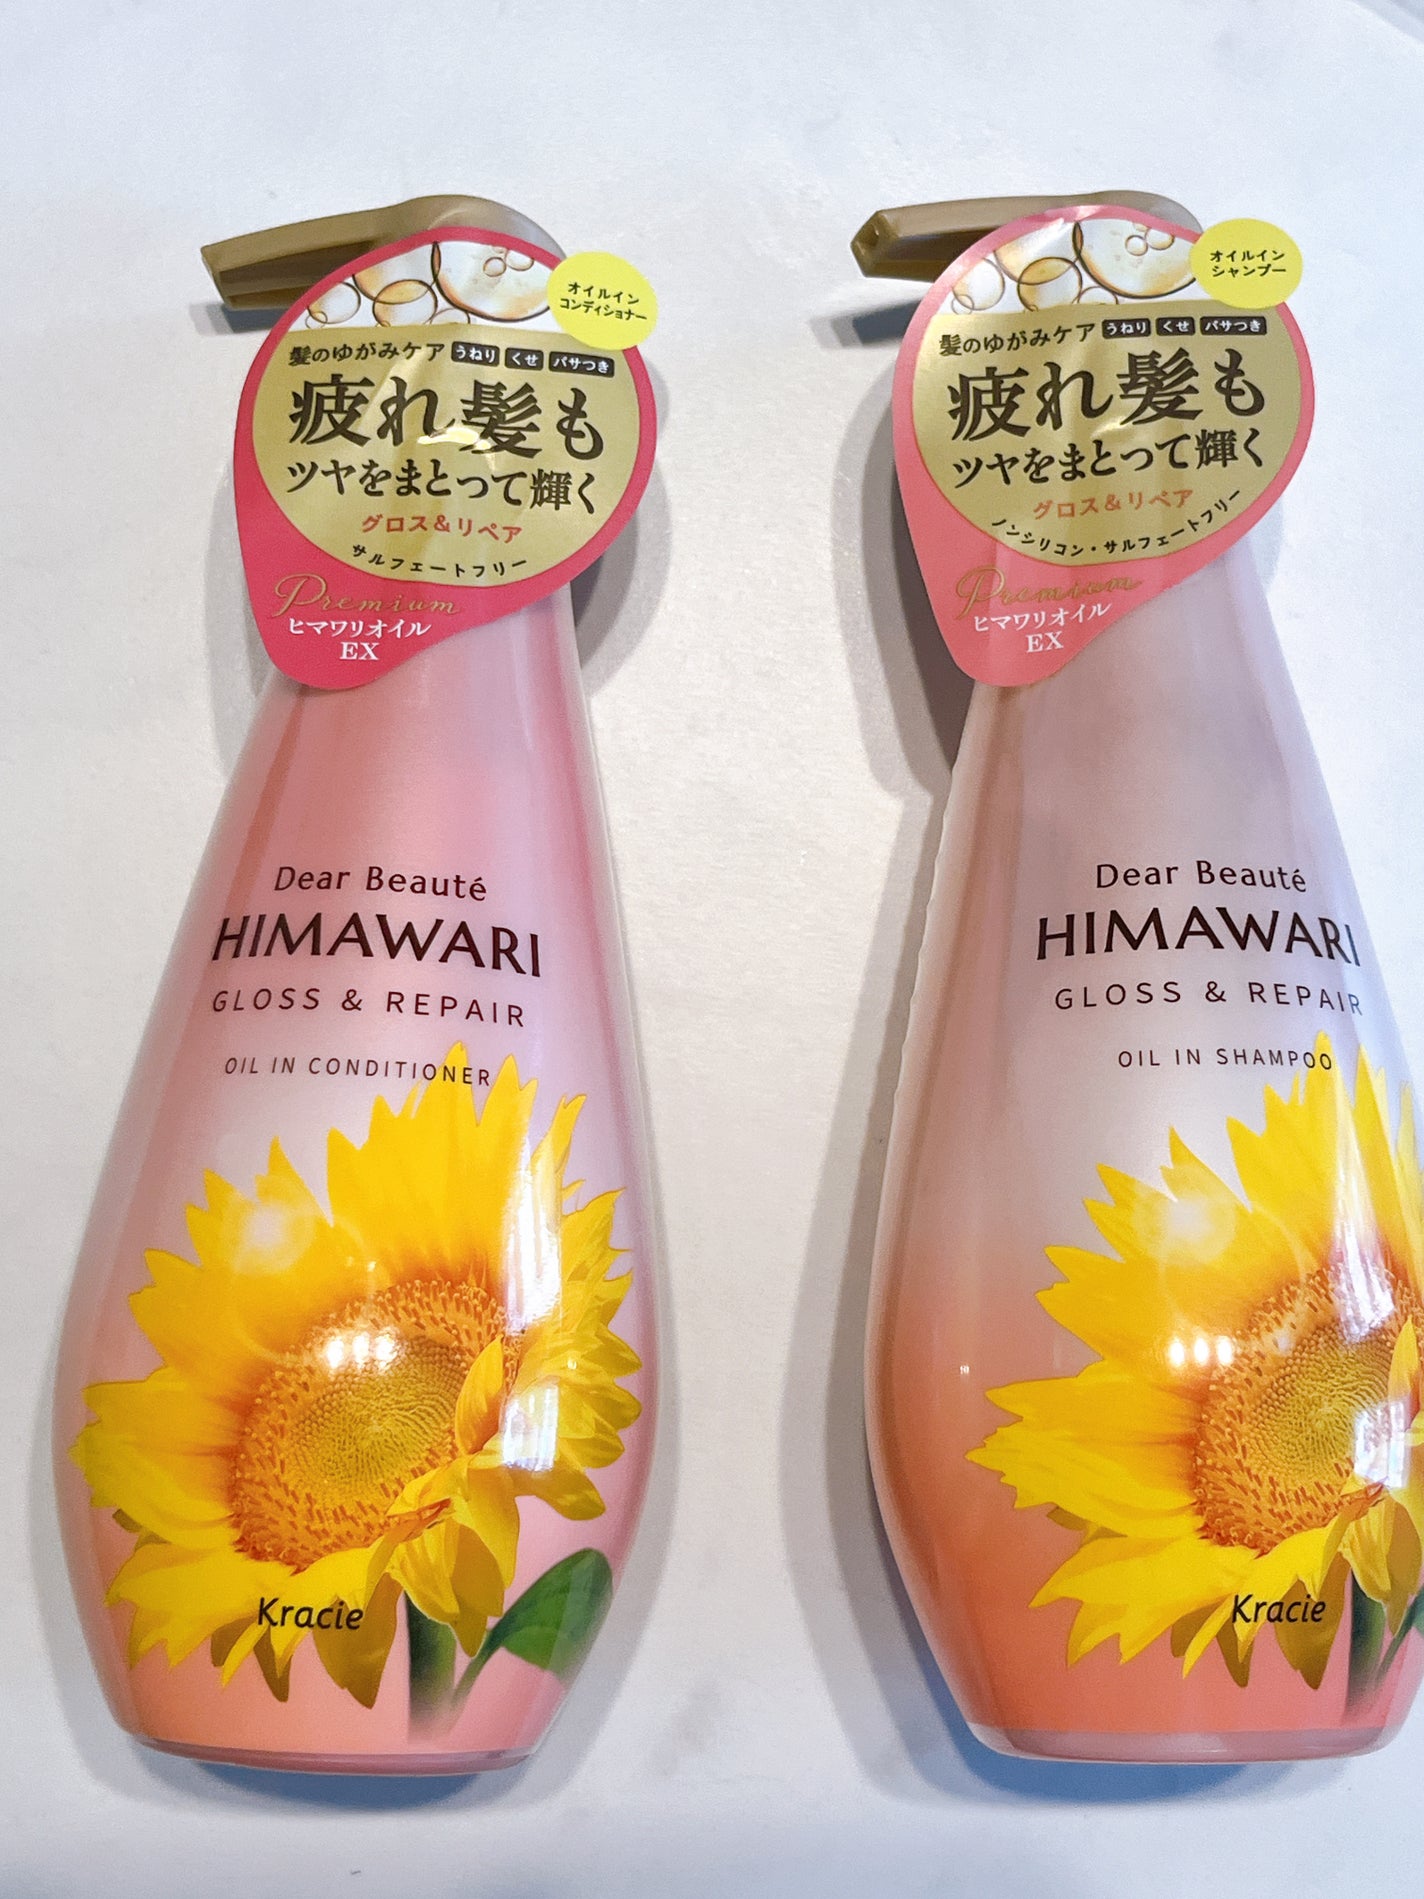 オイルイン
コンディショナー
髪のゆがみケア うねり くせ パサつき
疲れ髪も
ツヤをまとって輝く
グロス&リペア
サルフェートフリー
Premium
ヒマワリオイル
EX
Dear Beauté
HIMAWARI
GLOSS & REPAIR
OIL IN CONDITIONER
Kracie
オイルイン
シャンプー
髪のゆがみケア うねり くせ パサつき
疲れ髪も
ツヤをまとって輝く
グロス&リペア
ノンシリコン・サルフェートフリー
Premium
ヒマワリオイル
EX
Dear Beauté
HIMAWARI
GLOSS & REPAIR
OIL IN SHAMPOO
Kracie